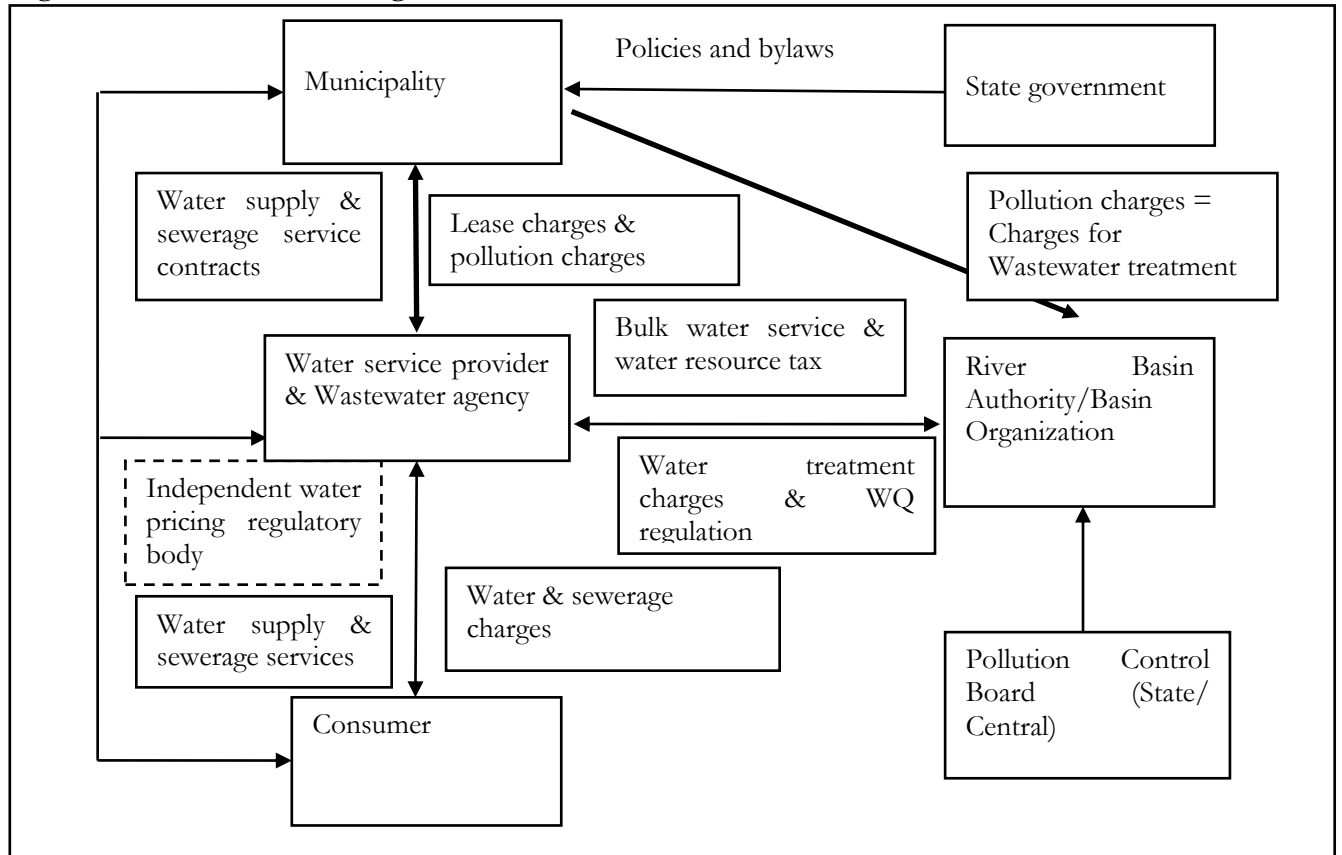 Policies and bylaws
Municipality
State government
Water supply &
sewerage service
contracts
Lease charges &
pollution charges
Pollution charges =
Charges for
Wastewater treatment
Bulk water service &
water resource tax
Water service provider
& Wastewater agency
River Basin
Authority/Basin
Organization
Water treatment
charges & WQ
regulation
Independent water
pricing regulatory
body
Water & sewerage
charges
Water supply &
sewerage services
Pollution Control
Board (State/
Central)
Consumer